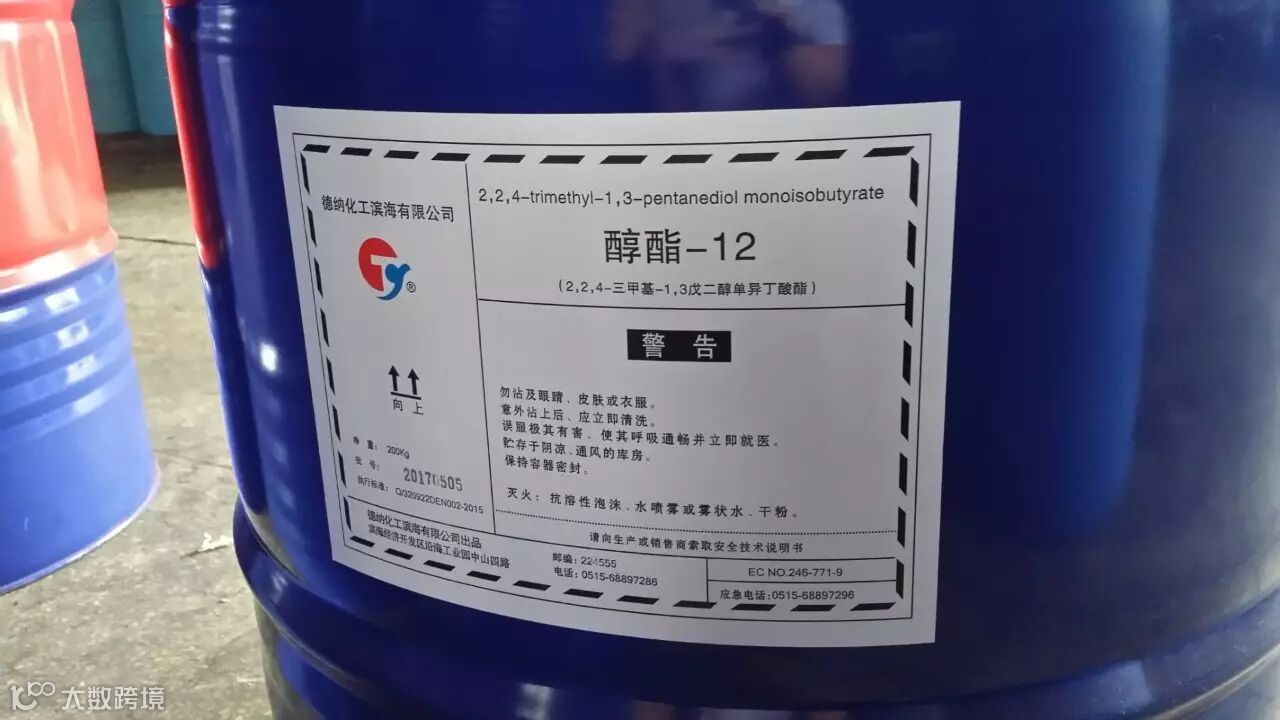 德纳化工滨海有限公司
®
向上
净 重: 200Kg
批 号: 20170505
执行标准: Q/320922DEN002-2015
2,2,4-trimethyl-1,3-pentanediol monoisobutyrate
醇酯-12
(2,2,4-三甲基-1,3戊二醇单异丁酸酯)
警 告
勿沾及眼睛、皮肤或衣服。
意外沾上后、应立即清洗。
误服极其有害、使其呼吸通畅并立即就医。
贮存于阴凉、通风的库房。
保持容器密封。
灭火: 抗溶性泡沫、水喷雾或雾状水、干粉。
请向生产或销售商索取安全技术说明书
德纳化工滨海有限公司出品
滨海经济开发区沿海工业园中山四路
邮编: 224555
电话: 0515-68897286
EC NO.246-771-9
应急电话:0515-68897296
大数跨境